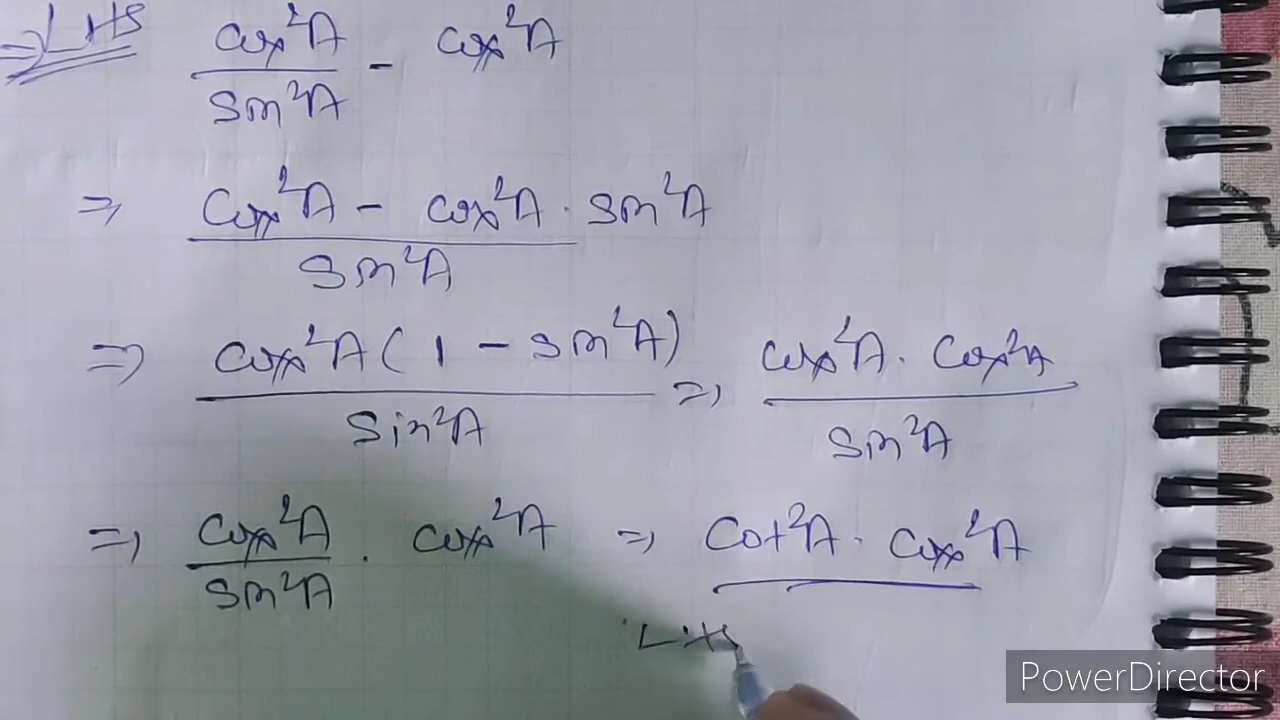 ⇒ LHS cos²A / sin²A - cos²A
⇒ cos²A - cos²A · sin²A / sin²A
⇒ cos²A (1 - sin²A) / sin²A ⇒ cos²A · cos²A / sin²A
⇒ cos²A / sin²A · cos²A ⇒ cot²A · cos²A
L.H
PowerDirector